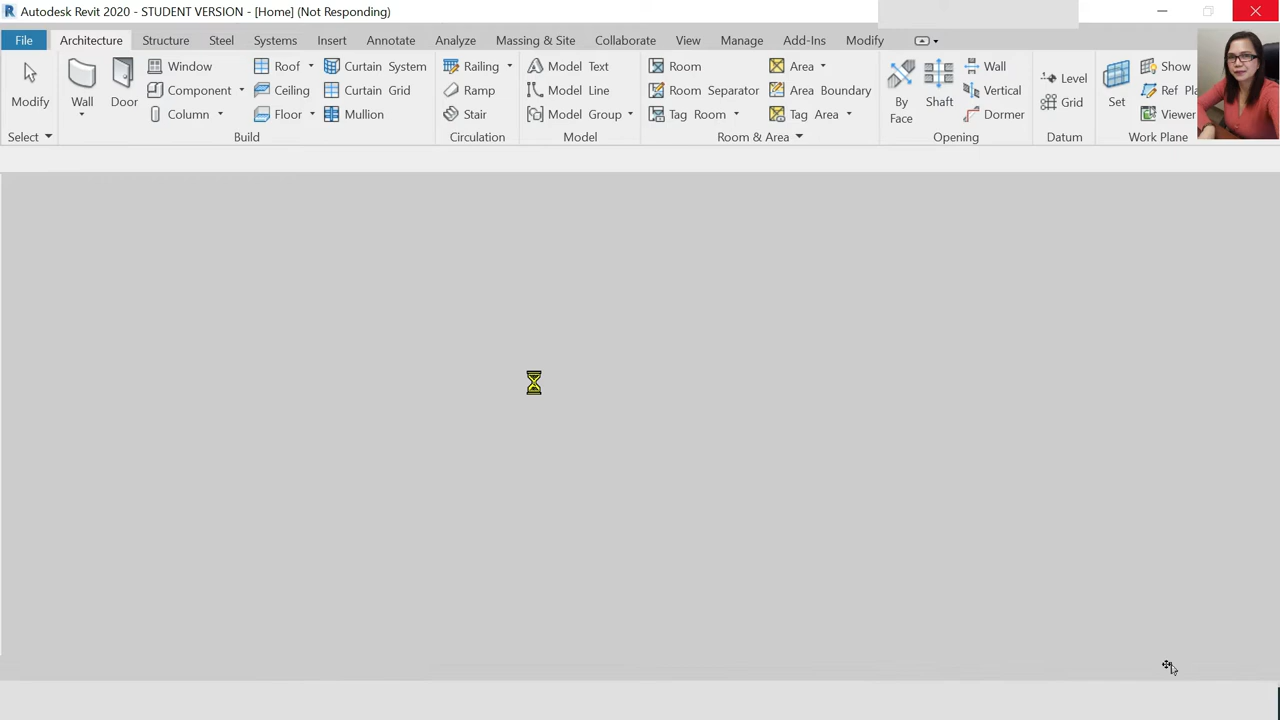 Autodesk Revit 2020 - STUDENT VERSION - [Home] (Not Responding)
File Architecture Structure Steel Systems Insert Annotate Analyze Massing & Site Collaborate View Manage Add-Ins Modify
Window Roof Curtain System Railing Model Text Room Area Wall Show
Component Ceiling Curtain Grid Ramp Model Line Room Separator Area Boundary Vertical Level Ref
Modify Wall Door By Shaft Grid Set
Column Floor Mullion Stair Model Group Tag Room Tag Area Face Dormer Viewer
Select Build Circulation Model Room & Area Opening Datum Work Plane